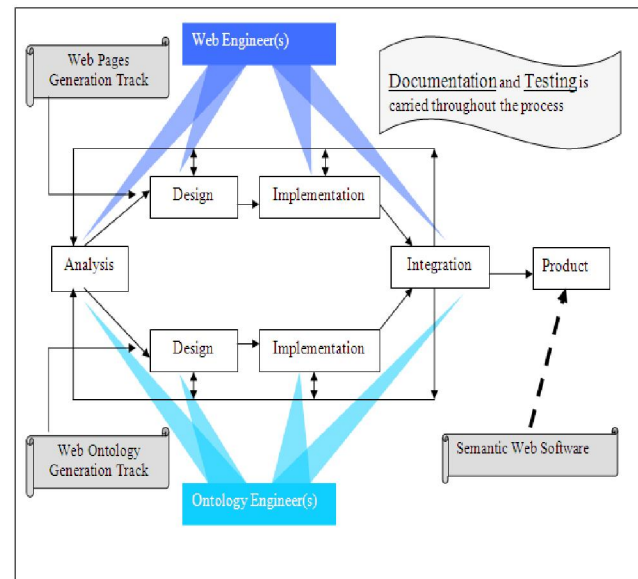 Web Pages
Generation Track
Web Engineer(s)
Documentation and Testing is
carried throughout the process
Design
Implementation
Analysis
Integration
Product
Design
Implementation
Web Ontology
Generation Track
Semantic Web Software
Ontology Engineer(s)